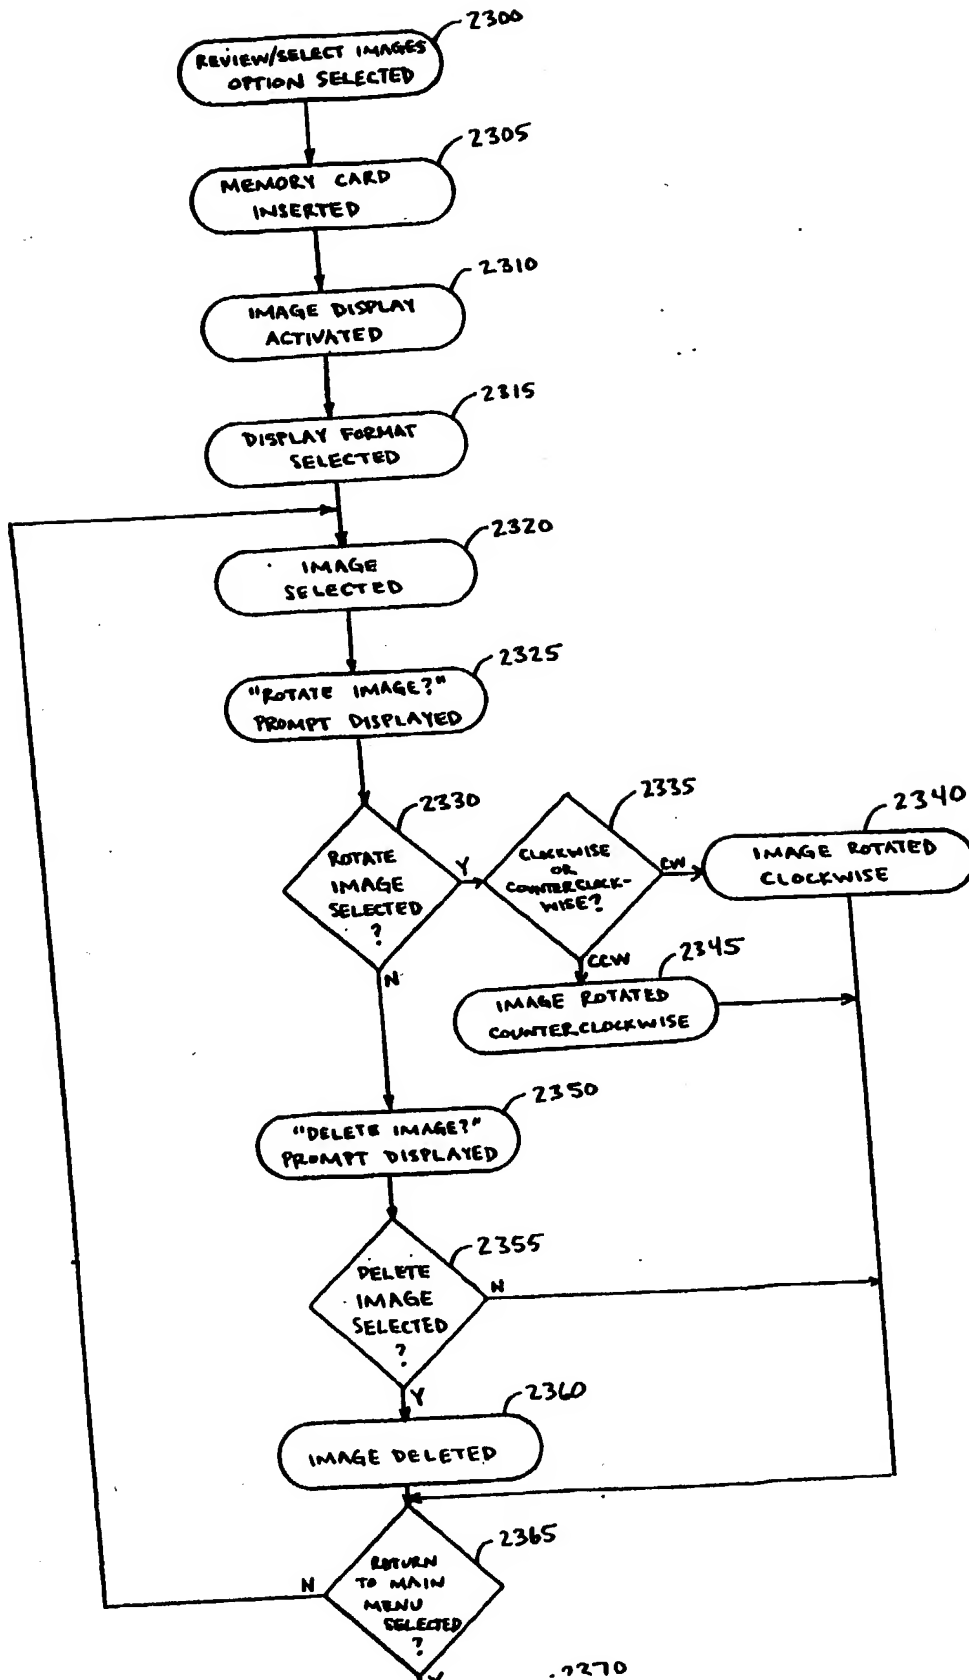 2300
REVIEW/SELECT IMAGES
OPTION SELECTED
2305
MEMORY CARD
INSERTED
2310
IMAGE DISPLAY
ACTIVATED
2315
DISPLAY FORMAT
SELECTED
2320
IMAGE
SELECTED
2325
"ROTATE IMAGE?"
PROMPT DISPLAYED
2330
ROTATE
IMAGE
SELECTED
?
Y
N
2335
CLOCKWISE
OR
COUNTERCLOCK-
WISE?
CW
CCW
2340
IMAGE ROTATED
CLOCKWISE
2345
IMAGE ROTATED
COUNTERCLOCKWISE
2350
"DELETE IMAGE?"
PROMPT DISPLAYED
2355
DELETE
IMAGE
SELECTED
?
N
Y
2360
IMAGE DELETED
2365
RETURN
TO MAIN
MENU
SELECTED
?
N
Y
2370